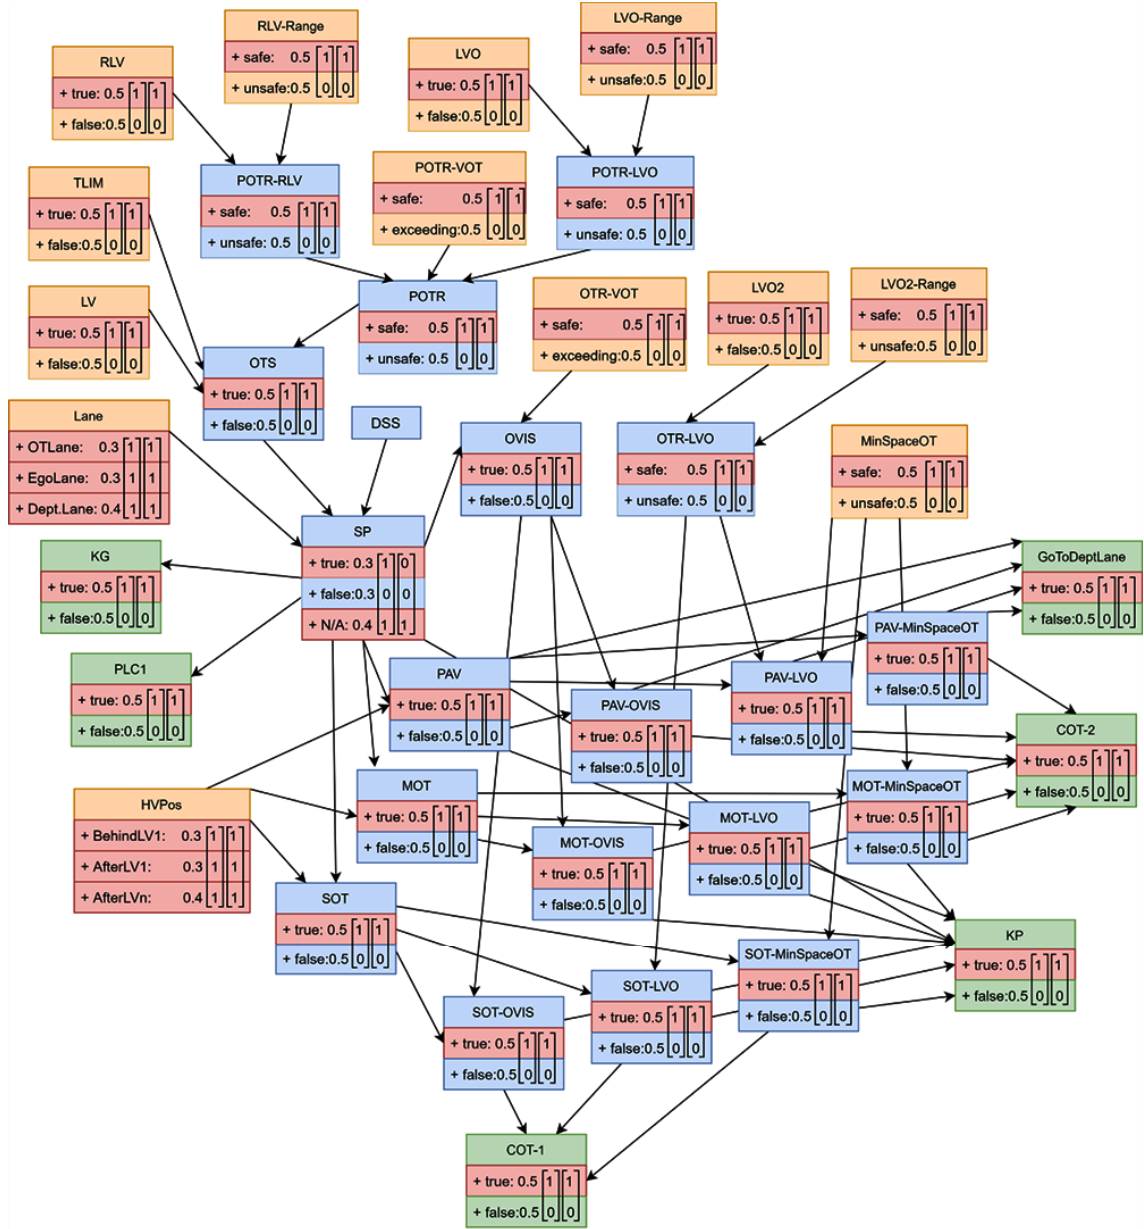 RLV
+ true: 0.5 [1][1]
+ false:0.5 [0][0]
RLV-Range
+ safe: 0.5 [1][1]
+ unsafe:0.5 [0][0]
LVO
+ true: 0.5 [1][1]
+ false:0.5 [0][0]
LVO-Range
+ safe: 0.5 [1][1]
+ unsafe:0.5 [0][0]
TLIM
+ true: 0.5 [1][1]
+ false:0.5 [0][0]
POTR-RLV
+ safe: 0.5 [1][1]
+ unsafe: 0.5 [0][0]
POTR-VOT
+ safe: 0.5 [1][1]
+ exceeding:0.5 [0][0]
POTR-LVO
+ safe: 0.5 [1][1]
+ unsafe: 0.5 [0][0]
LV
+ true: 0.5 [1][1]
+ false:0.5 [0][0]
POTR
+ safe: 0.5 [1][1]
+ unsafe: 0.5 [0][0]
OTR-VOT
+ safe: 0.5 [1][1]
+ exceeding:0.5 [0][0]
LVO2
+ true: 0.5 [1][1]
+ false:0.5 [0][0]
LVO2-Range
+ safe: 0.5 [1][1]
+ unsafe:0.5 [0][0]
OTS
+ true: 0.5 [1][1]
+ false:0.5 [0][0]
Lane
+ OTLane: 0.3 [1][1]
+ EgoLane: 0.3 [1][1]
+ Dept.Lane: 0.4 [1][1]
DSS
OVIS
+ true: 0.5 [1][1]
+ false:0.5 [0][0]
OTR-LVO
+ safe: 0.5 [1][1]
+ unsafe: 0.5 [0][0]
MinSpaceOT
+ safe: 0.5 [1][1]
+ unsafe:0.5 [0][0]
SP
+ true: 0.3 [1][0]
+ false:0.3 [0][0]
+ N/A: 0.4 [1][1]
KG
+ true: 0.5 [1][1]
+ false:0.5 [0][0]
GoToDeptLane
+ true: 0.5 [1][1]
+ false:0.5 [0][0]
PLC1
+ true: 0.5 [1][1]
+ false:0.5 [0][0]
PAV
+ true: 0.5 [1][1]
+ false:0.5 [0][0]
PAV-OVIS
+ true: 0.5 [1][1]
+ false:0.5 [0][0]
PAV-LVO
+ true: 0.5 [1][1]
+ false:0.5 [0][0]
PAV-MinSpaceOT
+ true: 0.5 [1][1]
+ false:0.5 [0][0]
COT-2
+ true: 0.5 [1][1]
+ false:0.5 [0][0]
HVPos
+ BehindLV1: 0.3 [1][1]
+ AfterLV1: 0.3 [1][1]
+ AfterLVn: 0.4 [1][1]
MOT
+ true: 0.5 [1][1]
+ false:0.5 [0][0]
MOT-OVIS
+ true: 0.5 [1][1]
+ false:0.5 [0][0]
MOT-LVO
+ true: 0.5 [1][1]
+ false:0.5 [0][0]
MOT-MinSpaceOT
+ true: 0.5 [1][1]
+ false:0.5 [0][0]
SOT
+ true: 0.5 [1][1]
+ false:0.5 [0][0]
SOT-OVIS
+ true: 0.5 [1][1]
+ false:0.5 [0][0]
SOT-LVO
+ true: 0.5 [1][1]
+ false:0.5 [0][0]
SOT-MinSpaceOT
+ true: 0.5 [1][1]
+ false:0.5 [0][0]
KP
+ true: 0.5 [1][1]
+ false:0.5 [0][0]
COT-1
+ true: 0.5 [1][1]
+ false:0.5 [0][0]